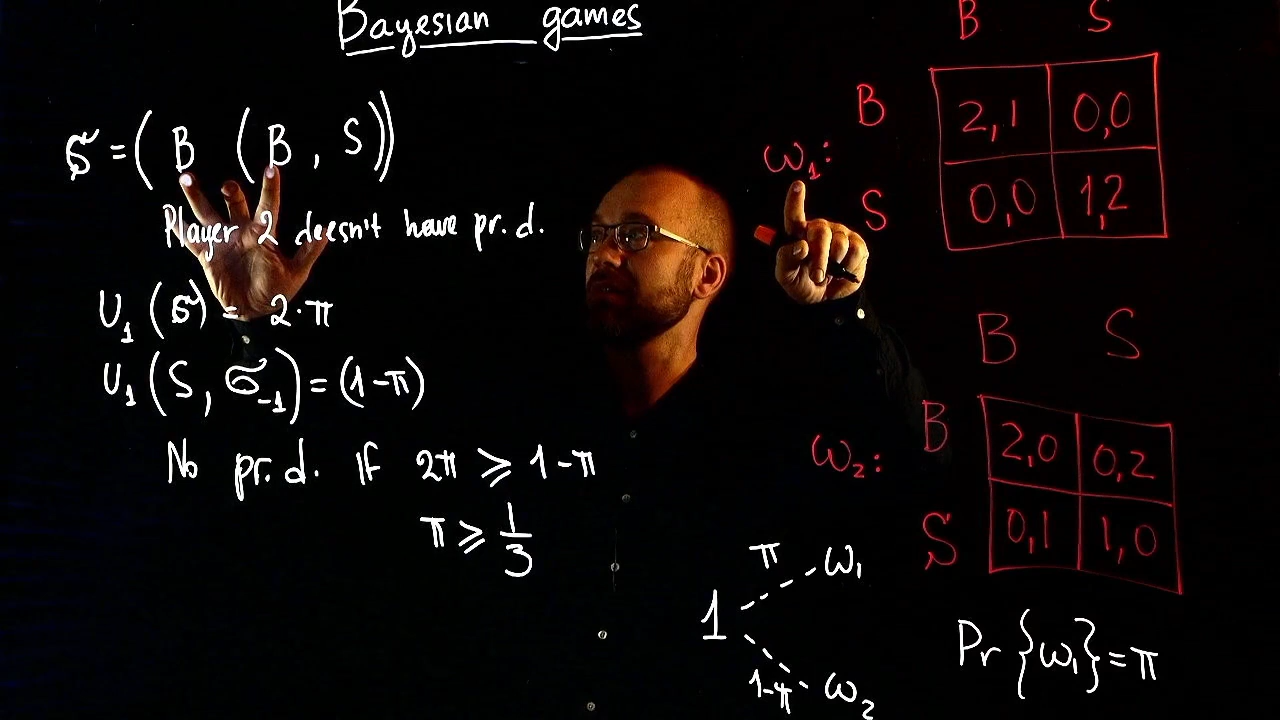 Bayesian games
σ = ( B ( B , S ))
Player 2 doesn't have pr. d.
U₁ (σ) = 2·π
U₁ (S, σ₋₁) = (1-π)
No pr. d. if 2π ⩾ 1-π
π ⩾ 1/3
B S
ω₁: B 2,1 0,0
S 0,0 1,2
B S
ω₂: B 2,0 0,2
S 0,1 1,0
π ω₁
1
1-π ω₂
Pr {ω₁} = π